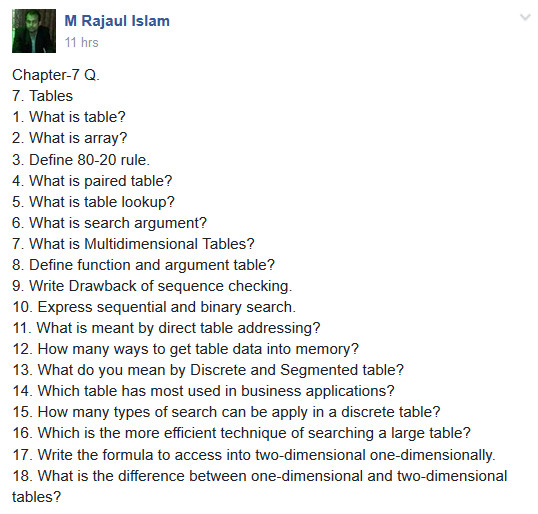 M Rajaul Islam
11 hrs
Chapter-7 Q.
7. Tables
1. What is table?
2. What is array?
3. Define 80-20 rule.
4. What is paired table?
5. What is table lookup?
6. What is search argument?
7. What is Multidimensional Tables?
8. Define function and argument table?
9. Write Drawback of sequence checking.
10. Express sequential and binary search.
11. What is meant by direct table addressing?
12. How many ways to get table data into memory?
13. What do you mean by Discrete and Segmented table?
14. Which table has most used in business applications?
15. How many types of search can be apply in a discrete table?
16. Which is the more efficient technique of searching a large table?
17. Write the formula to access into two-dimensional one-dimensionally.
18. What is the difference between one-dimensional and two-dimensional
tables?